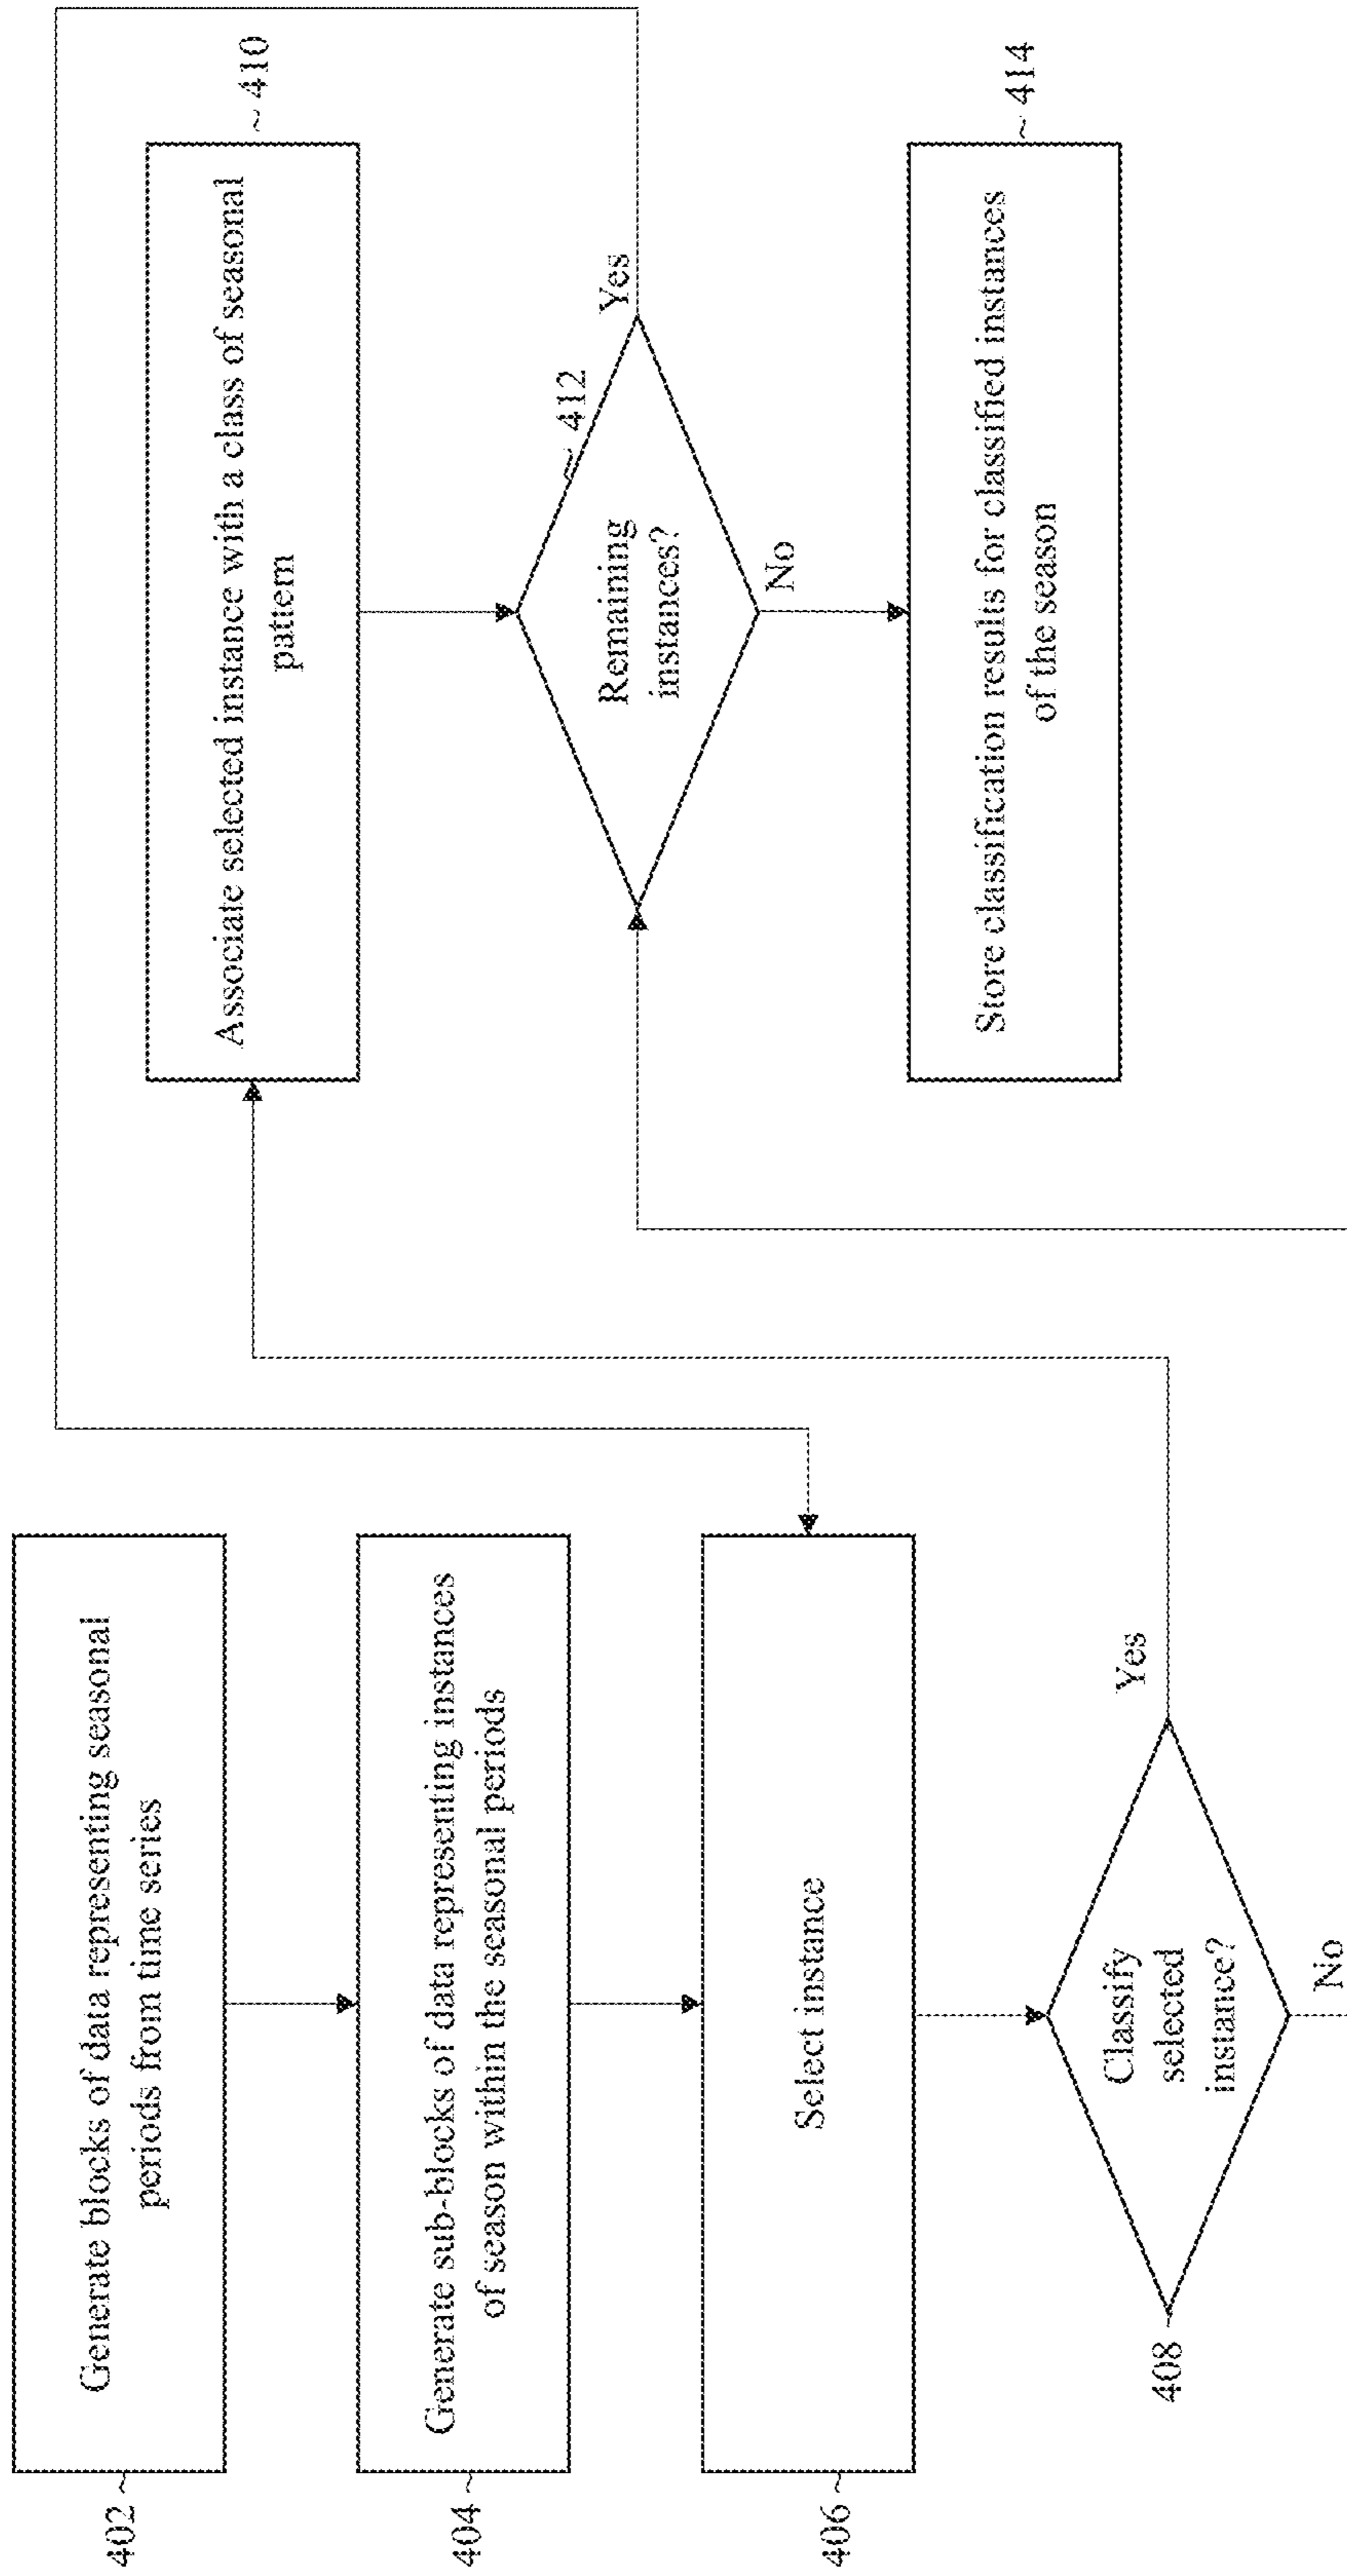 402 ~
Generate blocks of data representing seasonal
periods from time series
404 ~
Generate sub-blocks of data representing instances
of season within the seasonal periods
406 ~
Select instance
408 ~
Classify
selected
instance?
Yes
No
~ 410
Associate selected instance with a class of seasonal
pattern
~ 412
Remaining
instances?
Yes
No
~ 414
Store classification results for classified instances
of the season